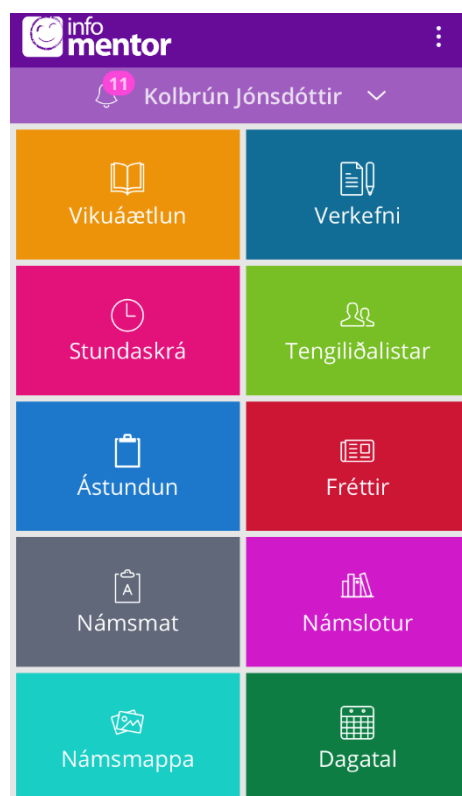 info
mentor
11
Kolbrún Jónsdóttir
Vikuáætlun
Verkefni
Stundaskrá
Tengiliðalistar
Ástundun
Fréttir
A
Námsmat
Námslotur
Námsmappa
Dagatal